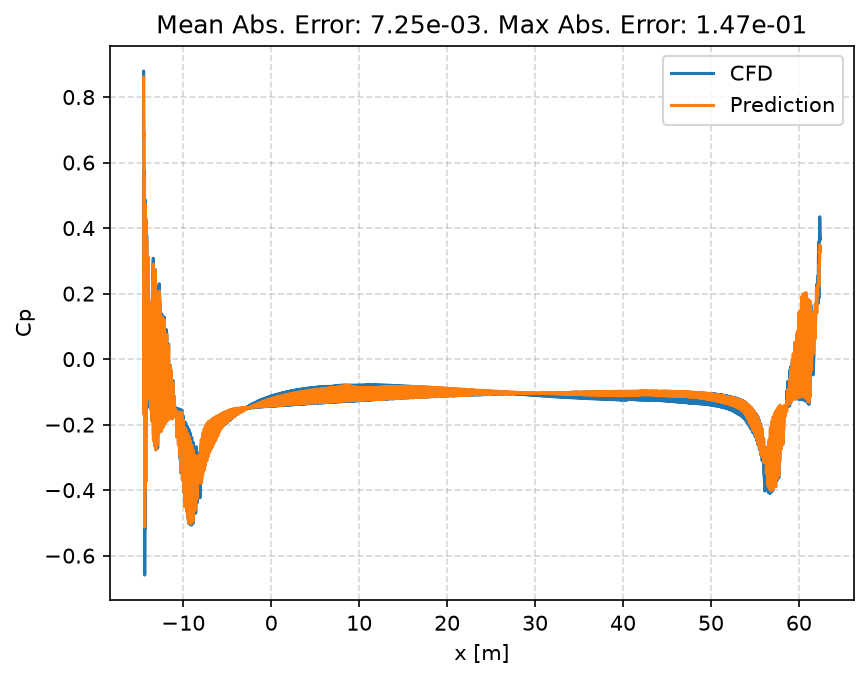 Mean Abs. Error: 7.25e-03. Max Abs. Error: 1.47e-01
CFD
Prediction
Cp
0.8
0.6
0.4
0.2
0.0
−0.2
−0.4
−0.6
−10 0 10 20 30 40 50 60
x [m]